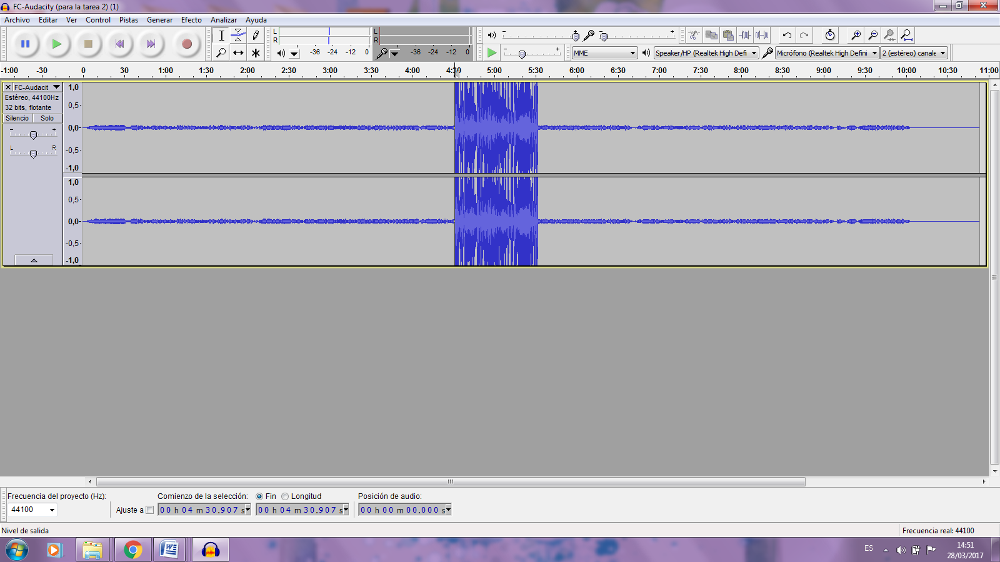 FC-Audacity (para la tarea 2) (1)
Archivo Editar Ver Control Pistas Generar Efecto Analizar Ayuda
L
R
-36 -24 -12 0
L
R
-36 -24 -12 0
- +
- +
- +
MME
Speaker/HP (Realtek High Defi
Micrófono (Realtek High Defini
2 (estéreo) canale
-1:00 -30 0 30 1:00 1:30 2:00 2:30 3:00 3:30 4:00 4:30 5:00 5:30 6:00 6:30 7:00 7:30 8:00 8:30 9:00 9:30 10:00 10:30 11:00
FC-Audacit
Estéreo, 44100Hz
32 bits, flotante
Silencio Solo
- +
L R
1,0
0,5-
0,0-
-0,5-
-1,0
1,0
0,5-
0,0-
-0,5-
-1,0
Frecuencia del proyecto (Hz):
44100
Ajuste a
Comienzo de la selección:
Fin Longitud
Posición de audio:
00 h 04 m 30.907 s
00 h 04 m 30.907 s
00 h 00 m 00.000 s
Nivel de salida
Frecuencia real: 44100
ES
14:51
28/03/2017